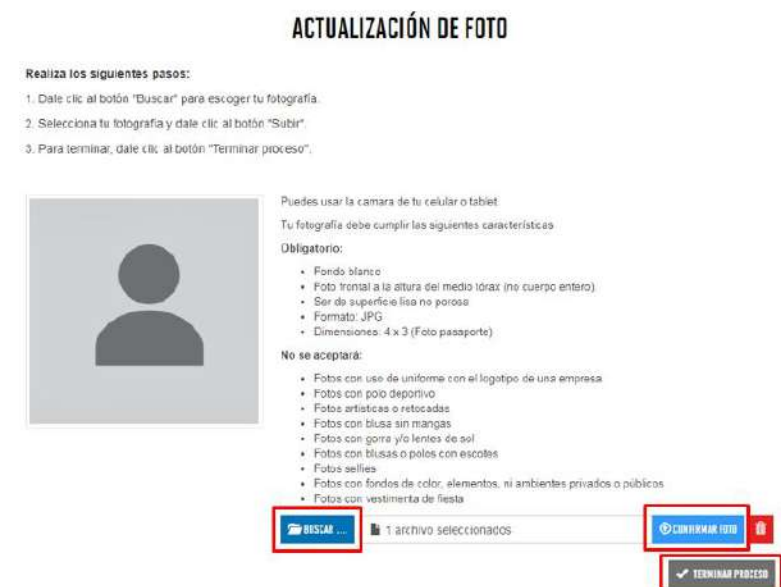 ACTUALIZACIÓN DE FOTO
Realiza los siguientes pasos:
1. Dale clic al botón "Buscar" para escoger tu fotografía.
2. Selecciona tu fotografía y dale clic al botón "Subir".
3. Para terminar, dale clic al botón "Terminar proceso".
Puedes usar la camara de tu celular o tablet
Tu fotografía debe cumplir las siguientes características
Obligatorio:
Fondo blanco
Foto frontal a la altura del medio tórax (no cuerpo entero)
Ser de superficie lisa no porosa
Formato: JPG
Dimensiones: 4 x 3 (Foto pasaporte)
No se aceptará:
Fotos con uso de uniforme con el logotipo de una empresa
Fotos con polo deportivo
Fotos artísticas o retocadas
Fotos con blusa sin mangas
Fotos con gorra y/o lentes de sol
Fotos con blusas o polos con escotes
Fotos selfies
Fotos con fondos de color, elementos, ni ambientes privados o públicos
Fotos con vestimenta de fiesta
BUSCAR ...
1 archivo seleccionados
CONFIRMAR FOTO
TERMINAR PROCESO